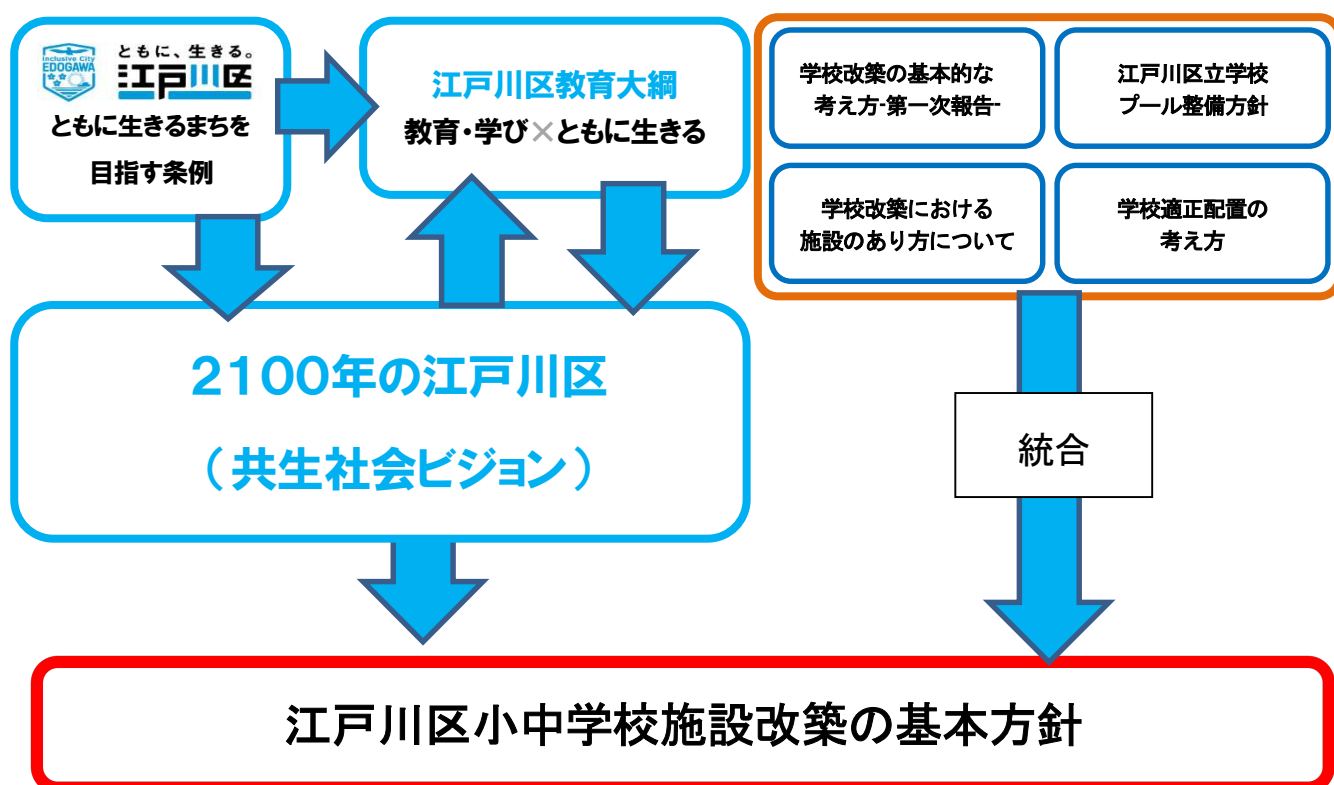 Inclusive City
EDOGAWA
ともに、生きる。
江戸川区
ともに生きるまちを
目指す条例
江戸川区教育大綱
教育・学び×ともに生きる
学校改築の基本的な
考え方-第一次報告-
江戸川区立学校
プール整備方針
学校改築における
施設のあり方について
学校適正配置の
考え方
2100年の江戸川区
(共生社会ビジョン)
統合
江戸川区小中学校施設改築の基本方針